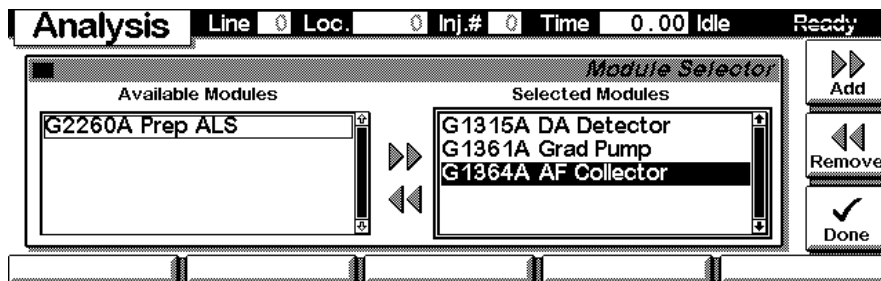 Analysis Line 0 Loc. 0 Inj.# 0 Time 0.00 Idle Ready
Module Selector
Available Modules
G2260A Prep ALS
Selected Modules
G1315A DA Detector
G1361A Grad Pump
G1364A AF Collector
Add
Remove
Done